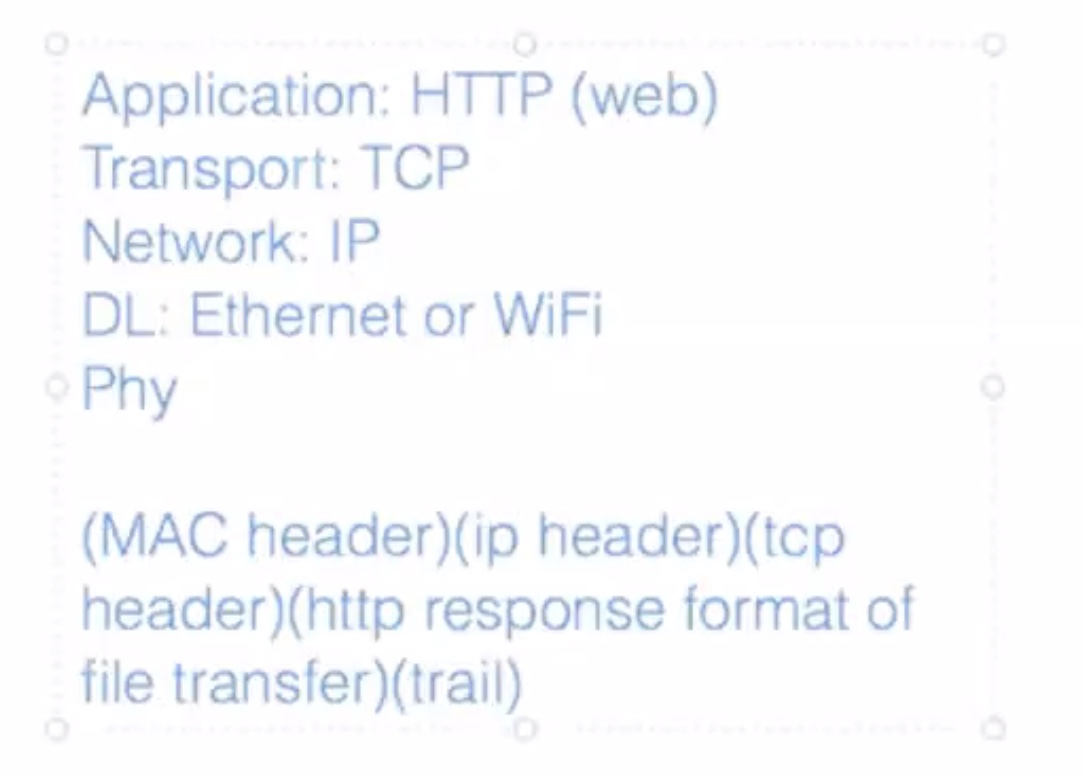 Application: HTTP (web)
Transport: TCP
Network: IP
DL: Ethernet or WiFi
Phy
(MAC header)(ip header)(tcp
header)(http response format of
file transfer)(trail)